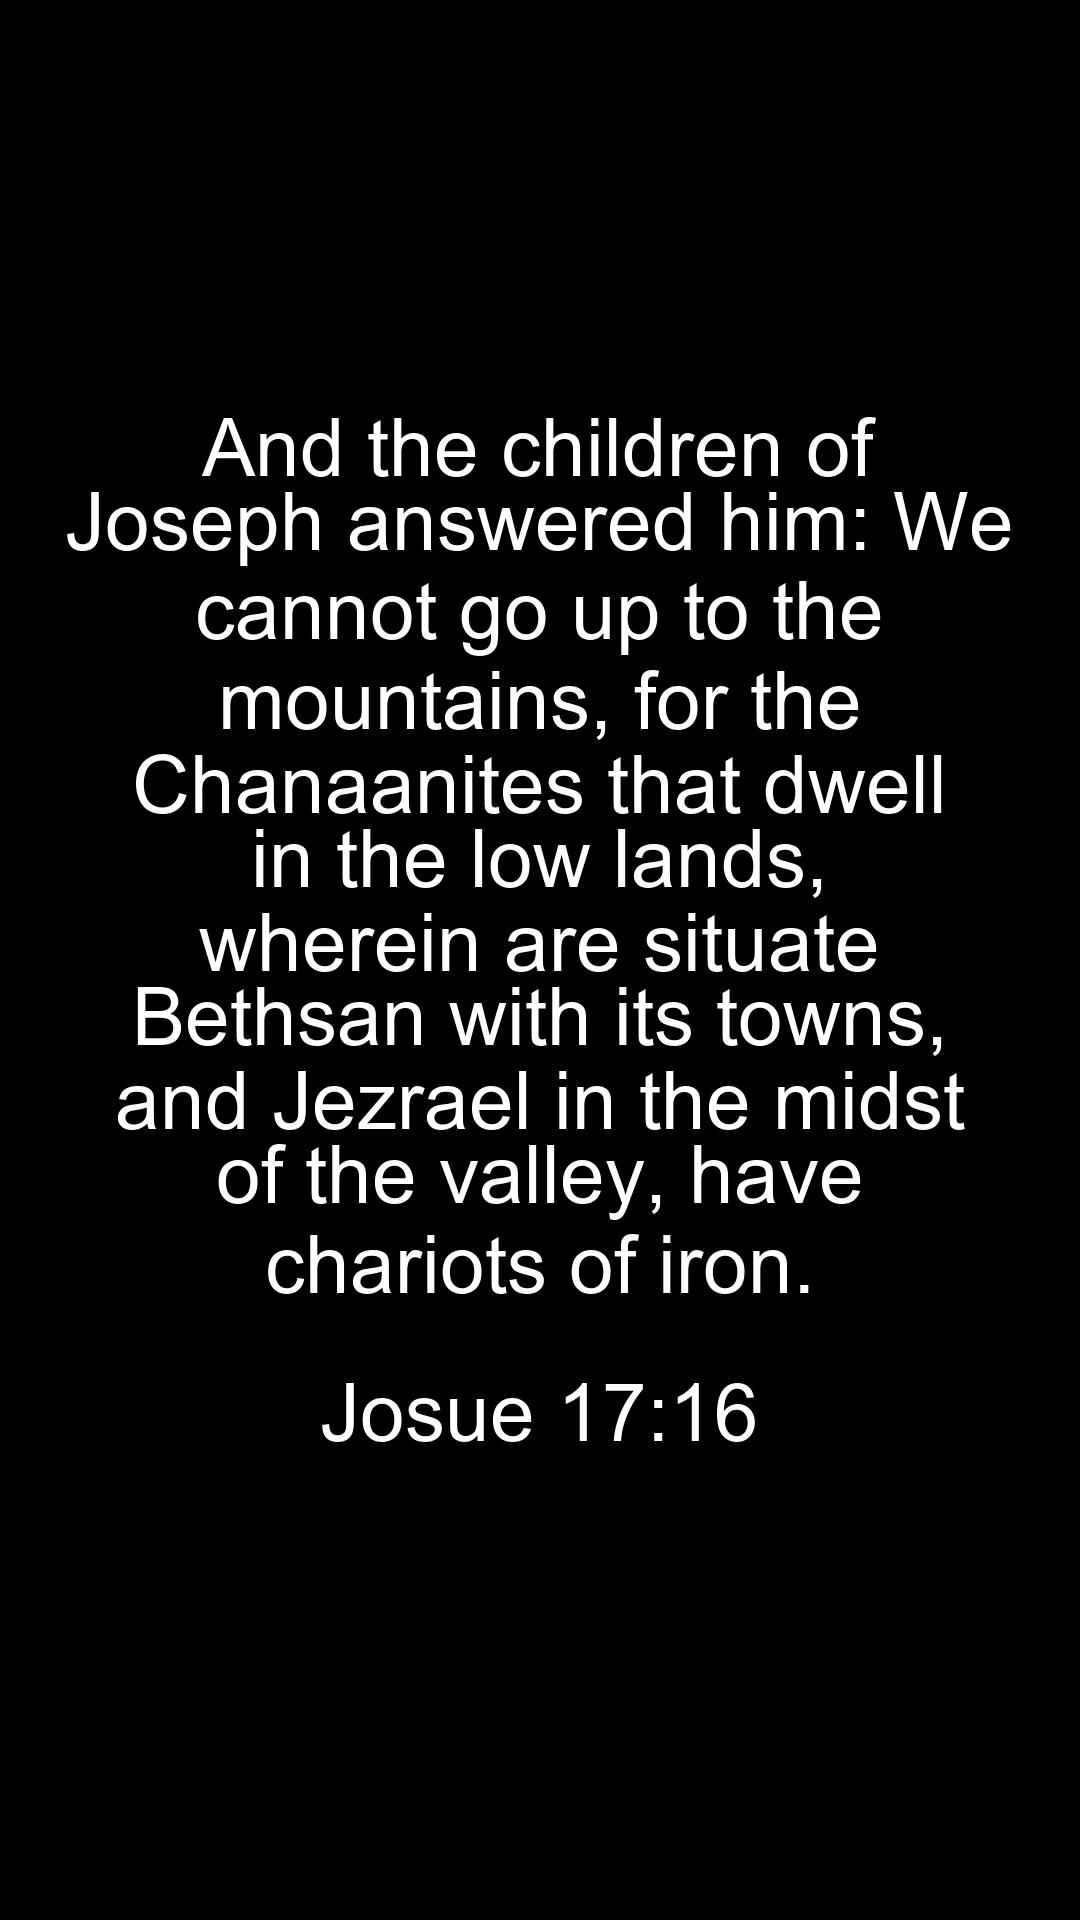 And the children of
Joseph answered him: We
cannot go up to the
mountains, for the
Chanaanites that dwell
in the low lands,
wherein are situate
Bethsan with its towns,
and Jezrael in the midst
of the valley, have
chariots of iron.
Josue 17:16